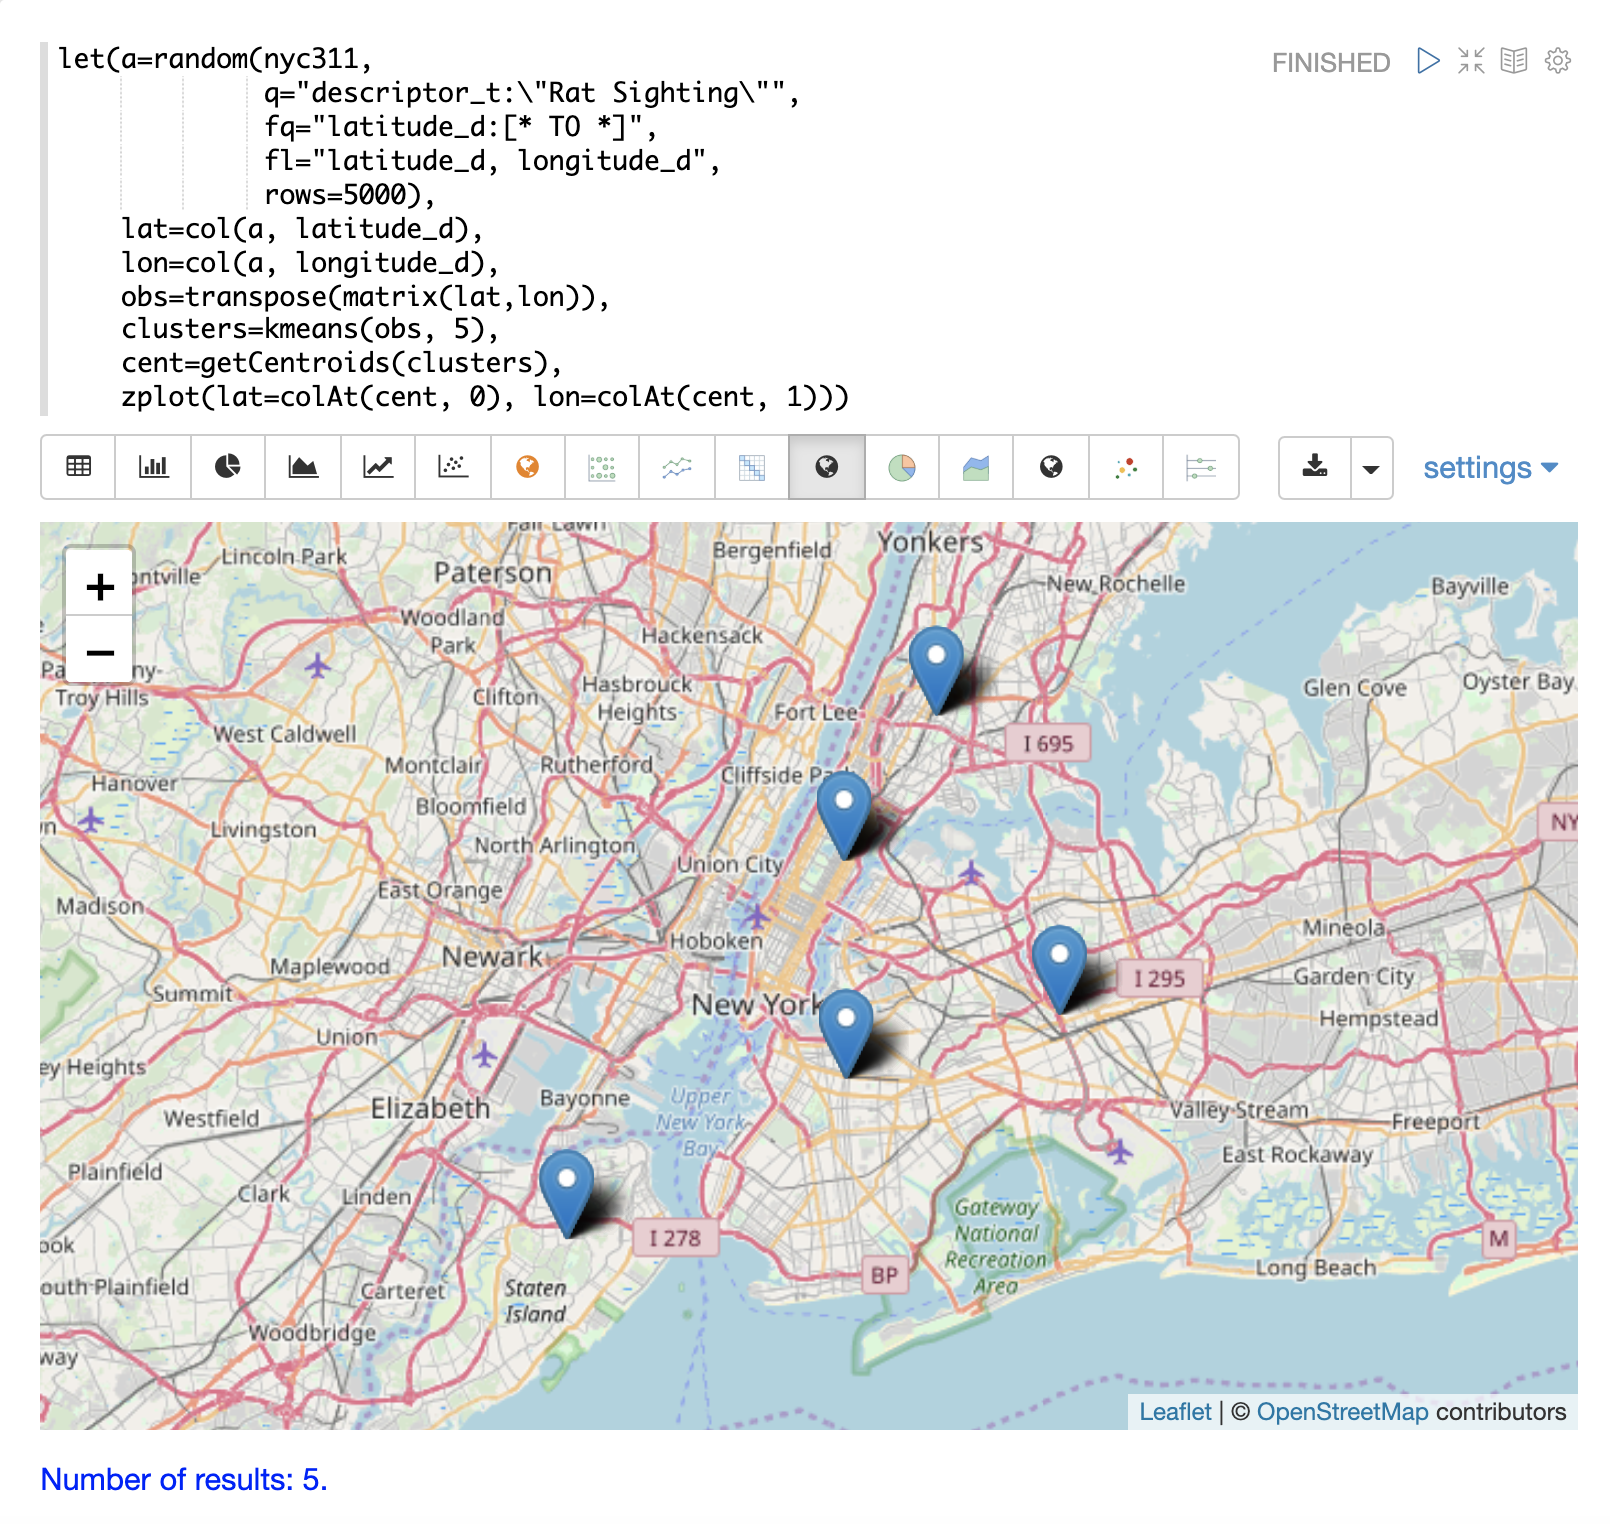 let(a=random(nyc311,
q="descriptor_t:\"Rat Sighting\"",
fq="latitude_d:[* TO *]",
fl="latitude_d, longitude_d",
rows=5000),
lat=col(a, latitude_d),
lon=col(a, longitude_d),
obs=transpose(matrix(lat,lon)),
clusters=kmeans(obs, 5),
cent=getCentroids(clusters),
zplot(lat=colAt(cent, 0), lon=colAt(cent, 1)))
FINISHED
settings
+
−
Fair Lawn
Lincoln Park
Bergenfield
Yonkers
ontville
Paterson
New Rochelle
Bayville
Woodland
Park
Hackensack
Pa
ny-
Troy Hills
Clifton
Hasbrouck
Heights
Fort Lee
Glen Cove
Oyster Bay
West Caldwell
I 695
Montclair
Rutherford
Cliffside Pa
Hanover
Bloomfield
NY
n
Livingston
North Arlington
Union City
East Orange
Madison
Mineola
Newark
Hoboken
Maplewood
I 295
Garden City
Summit
New York
Hempstead
Union
ey Heights
Bayonne
Upper
New York
Bay
Elizabeth
Westfield
Valley Stream
Freeport
East Rockaway
Plainfield
Clark
Linden
Gateway
National
Recreation
Area
I 278
M
ook
BP
Long Beach
outh Plainfield
Carteret
Staten
Island
Woodbridge
way
Leaflet | © OpenStreetMap contributors
Number of results: 5.